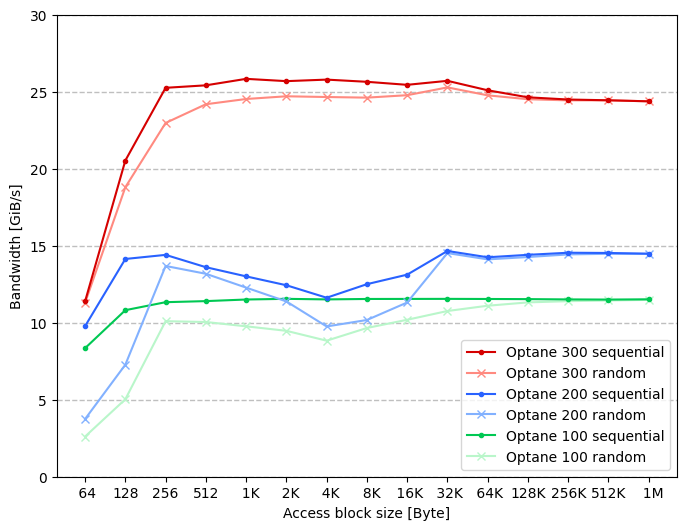 30
25
20
15
10
5
0
Bandwidth [GiB/s]
Optane 300 sequential
Optane 300 random
Optane 200 sequential
Optane 200 random
Optane 100 sequential
Optane 100 random
64 128 256 512 1K 2K 4K 8K 16K 32K 64K 128K 256K 512K 1M
Access block size [Byte]